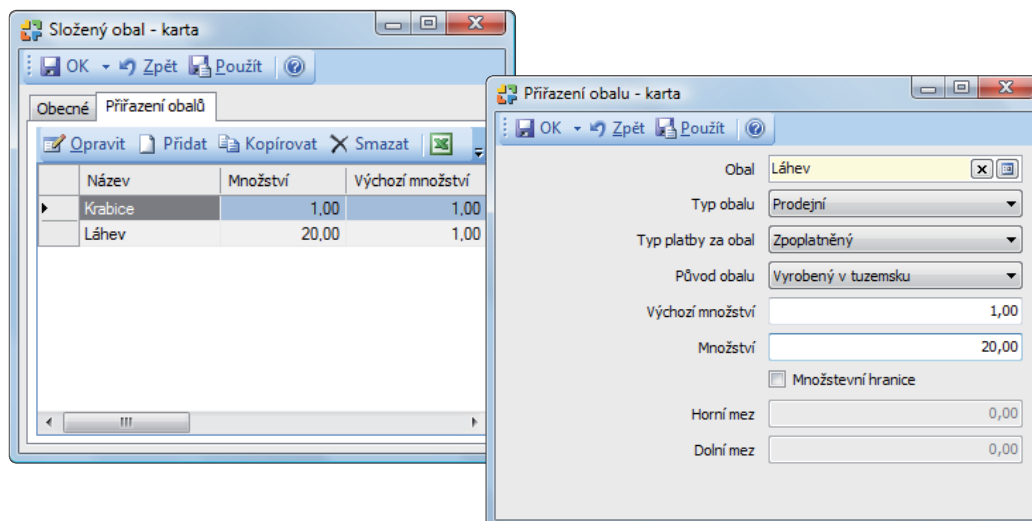 Složený obal - karta
OK Zpět Použít
Obecné Přiřazení obalů
Opravit Přidat Kopírovat Smazat
Název Množství Výchozí množství
Krabice 1,00 1,00
Láhev 20,00 1,00
Přiřazení obalu - karta
OK Zpět Použít
Obal Láhev
Typ obalu Prodejní
Typ platby za obal Zpoplatněný
Původ obalu Vyrobený v tuzemsku
Výchozí množství 1,00
Množství 20,00
Množstevní hranice
Horní mez 0,00
Dolní mez 0,00